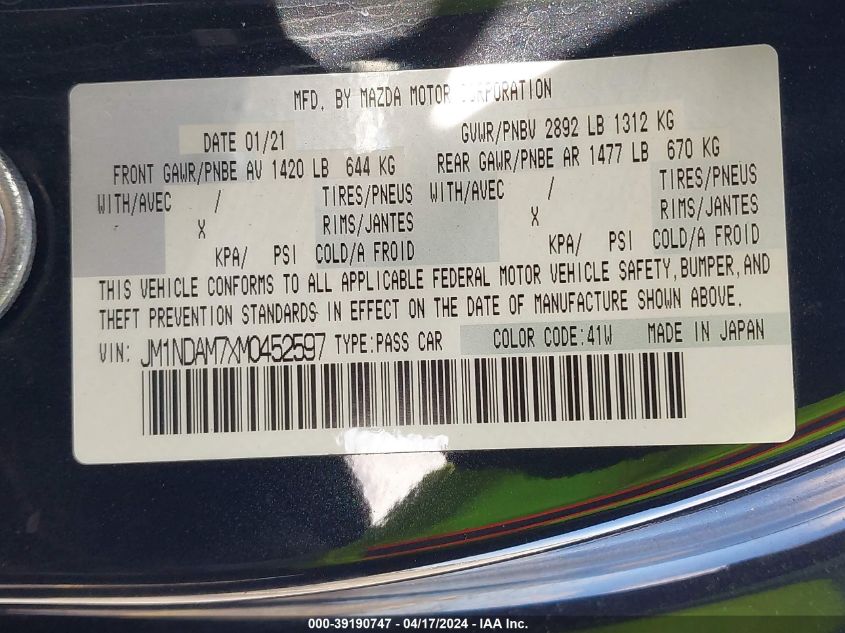 MFD. BY MAZDA MOTOR CORPORATION
DATE 01/21 GVWR/PNBV 2892 LB 1312 KG
FRONT GAWR/PNBE AV 1420 LB 644 KG REAR GAWR/PNBE AR 1477 LB 670 KG
WITH/AVEC / TIRES/PNEUS WITH/AVEC / TIRES/PNEUS
X RIMS/JANTES X RIMS/JANTES
KPA/ PSI COLD/A FROID KPA/ PSI COLD/A FROID
THIS VEHICLE CONFORMS TO ALL APPLICABLE FEDERAL MOTOR VEHICLE SAFETY, BUMPER, AND
THEFT PREVENTION STANDARDS IN EFFECT ON THE DATE OF MANUFACTURE SHOWN ABOVE.
VIN: JM1NDAM7XM0452597 TYPE:PASS CAR COLOR CODE:41W MADE IN JAPAN
000-39190747 - 04/17/2024 - IAA Inc.